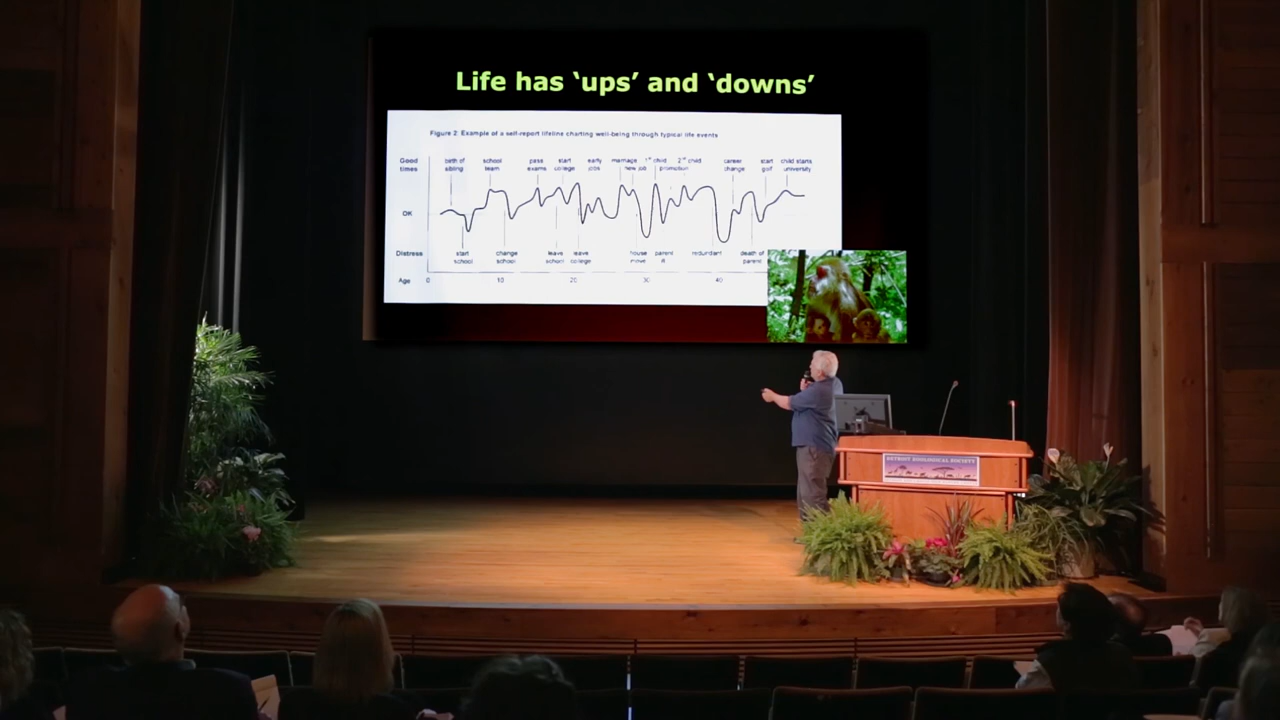 Life has ‘ups’ and ‘downs’
Figure 2: Example of a self-report lifeline charting well-being through typical life events
Good times
birth of sibling
school team
pass exams
start college
early jobs
marriage
new job
1st child
promotion
2nd child
career change
start golf
child starts university
OK
Distress
start school
change school
leave school
leave college
house move
parent
redundant
death of parent
Age
0
10
20
30
40
DETROIT ZOOLOGICAL SOCIETY